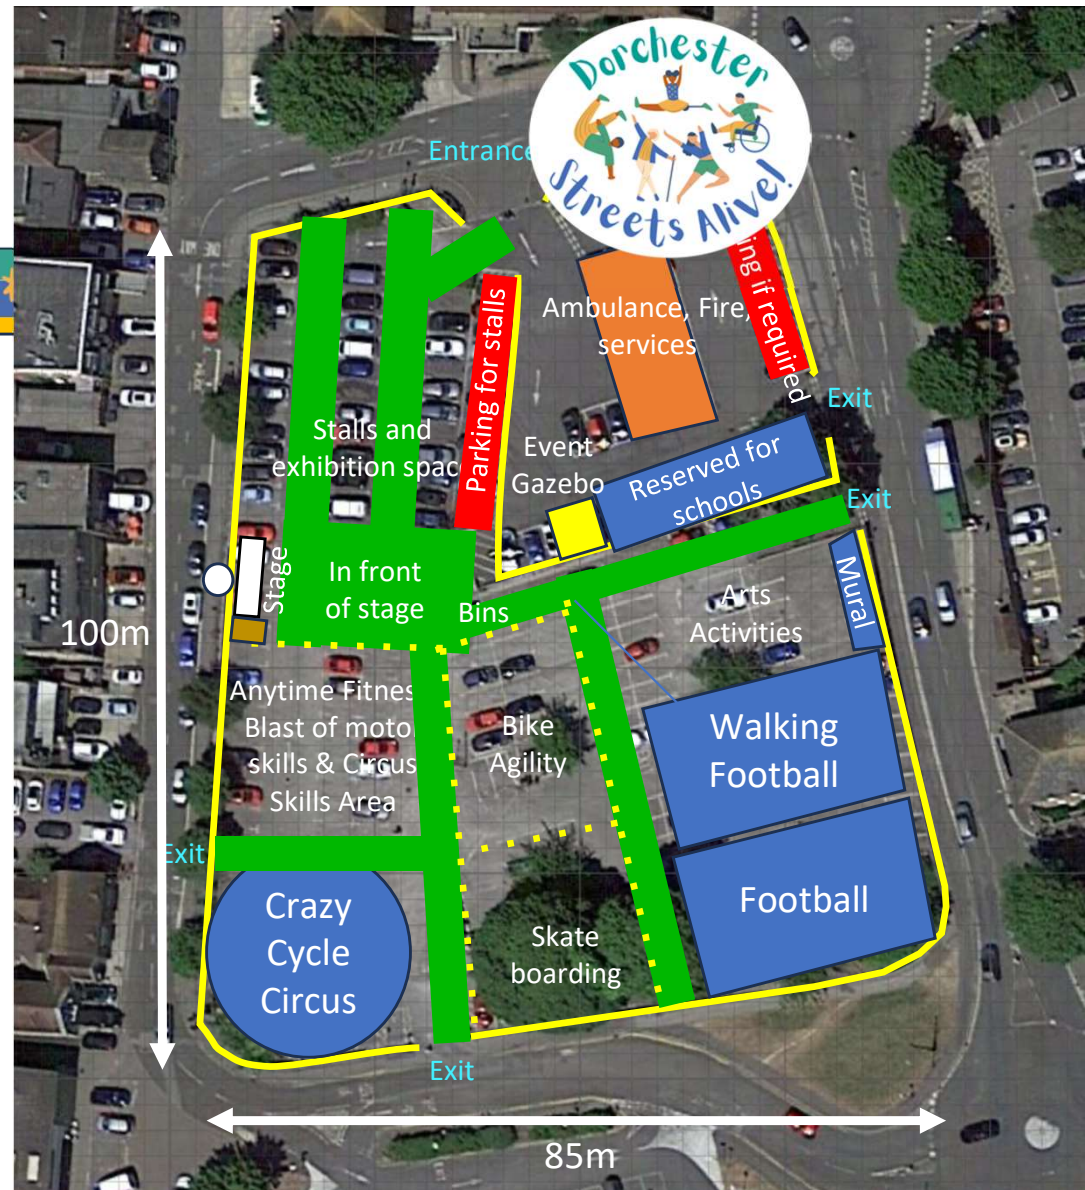 Dorchester
Streets Alive!
Entrance
ing if required
Ambulance, Fire,
services
Parking for stalls
Exit
Stalls and
exhibition spac
Event
Gazebo
Reserved for
schools
Exit
Stage
In front
of stage
Bins
Arts
Activities
Mural
100m
Anytime Fitnes
Blast of moto
skills & Circus
Skills Area
Bike
Agility
Walking
Football
Exit
Crazy
Cycle
Circus
Skate
boarding
Football
Exit
85m